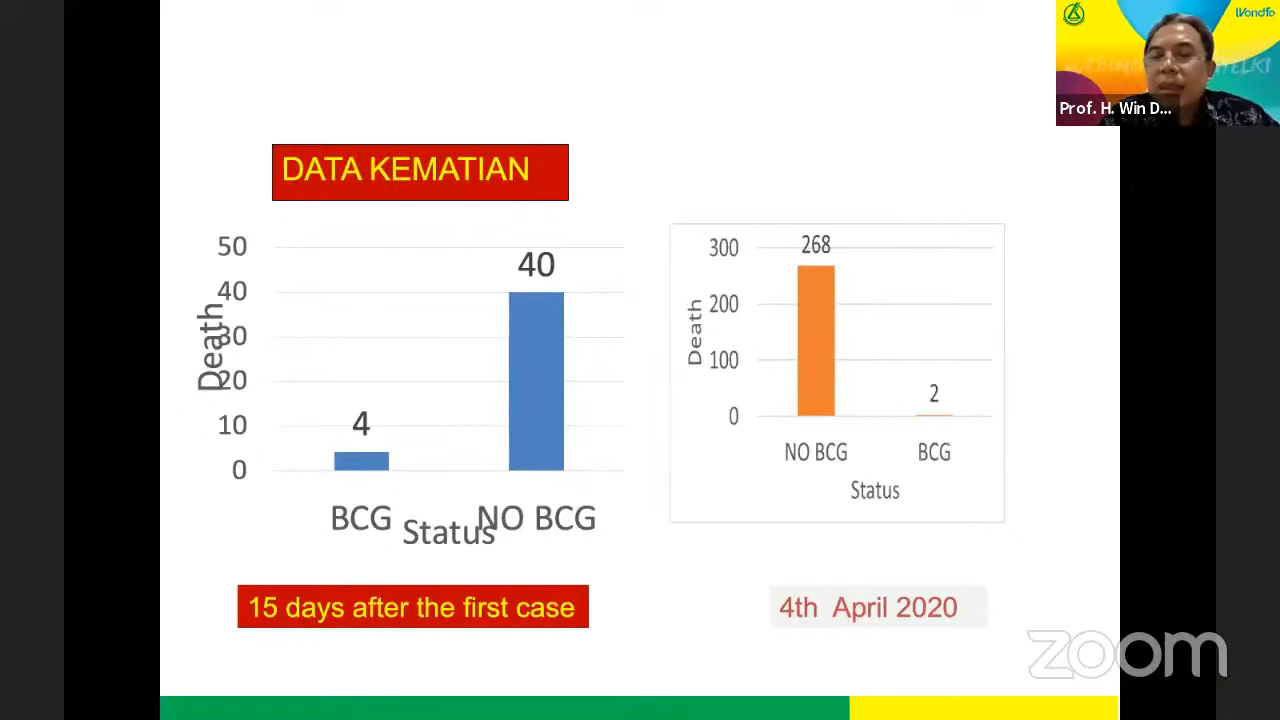 Wondfo
Prof. H. Win D...
DATA KEMATIAN
50
40
30
20
10
0
Death
4
40
BCG
NO BCG
Status
300
200
100
0
Death
268
2
NO BCG
BCG
Status
15 days after the first case
4th April 2020
zoom